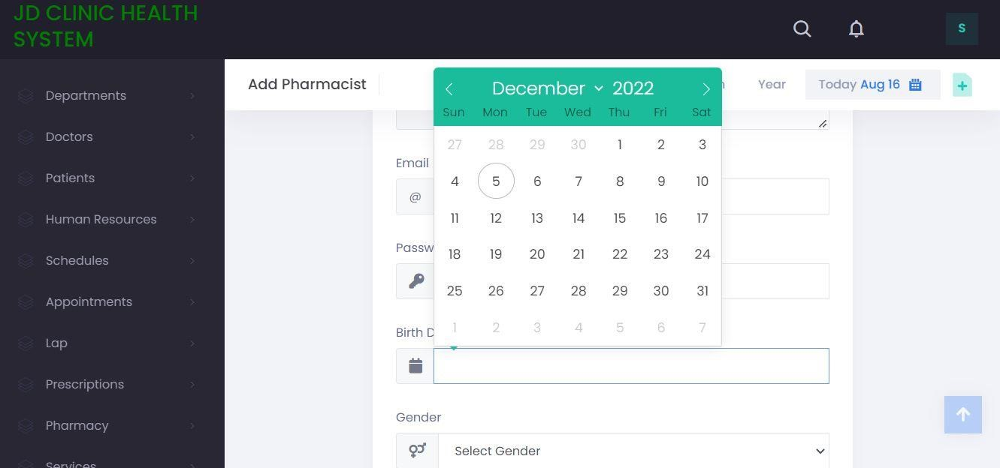 JD CLINIC HEALTH
SYSTEM
S
Departments
Doctors
Patients
Human Resources
Schedules
Appointments
Lap
Prescriptions
Pharmacy
Services
Add Pharmacist
Year
Today Aug 16
December 2022
Sun Mon Tue Wed Thu Fri Sat
27 28 29 30 1 2 3
4 5 6 7 8 9 10
11 12 13 14 15 16 17
18 19 20 21 22 23 24
25 26 27 28 29 30 31
1 2 3 4 5 6 7
Email
@
Passw
Birth D
Gender
Select Gender